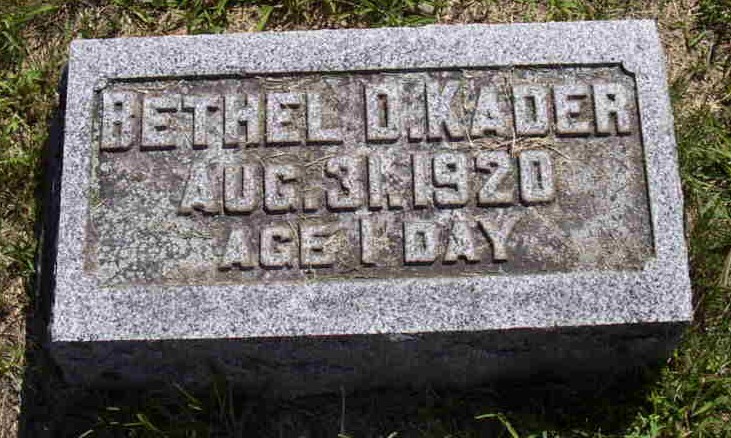 BETHEL D. KADER
AUG. 31. 1920
AGE 1 DAY